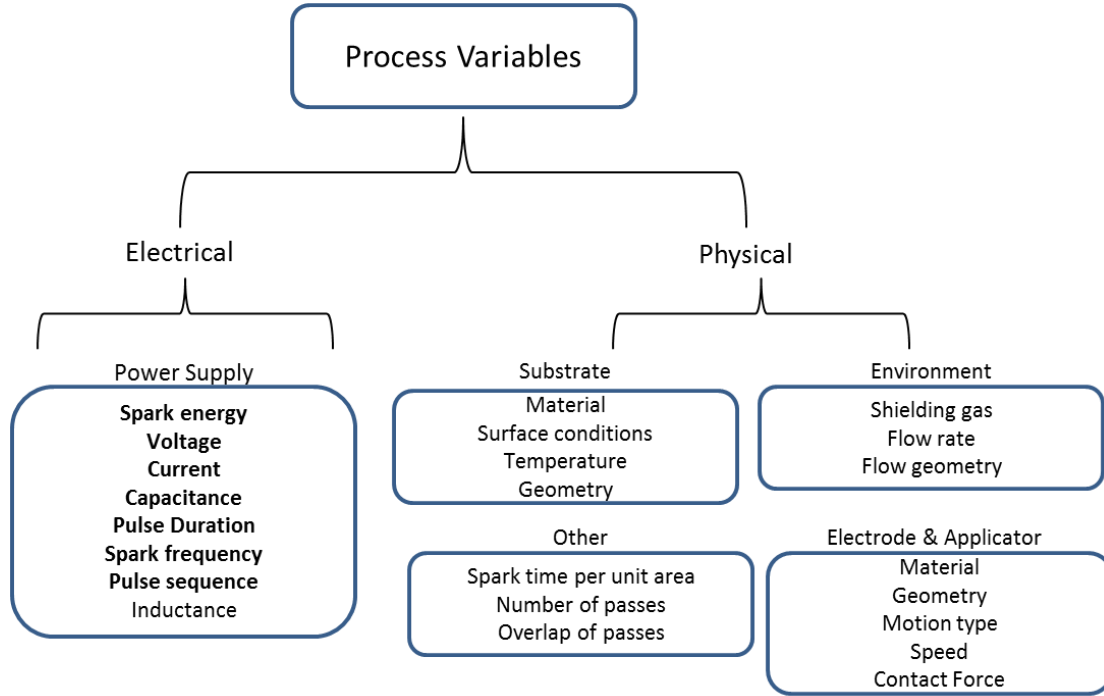 Process Variables
Electrical
Physical
Power Supply
Spark energy
Voltage
Current
Capacitance
Pulse Duration
Spark frequency
Pulse sequence
Inductance
Substrate
Material
Surface conditions
Temperature
Geometry
Environment
Shielding gas
Flow rate
Flow geometry
Other
Spark time per unit area
Number of passes
Overlap of passes
Electrode & Applicator
Material
Geometry
Motion type
Speed
Contact Force